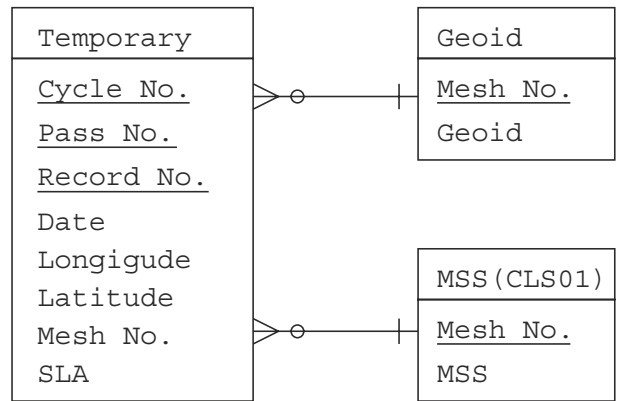 Temporary
Cycle No.
Pass No.
Record No.
Date
Longigude
Latitude
Mesh No.
SLA
Geoid
Mesh No.
Geoid
MSS(CLS01)
Mesh No.
MSS